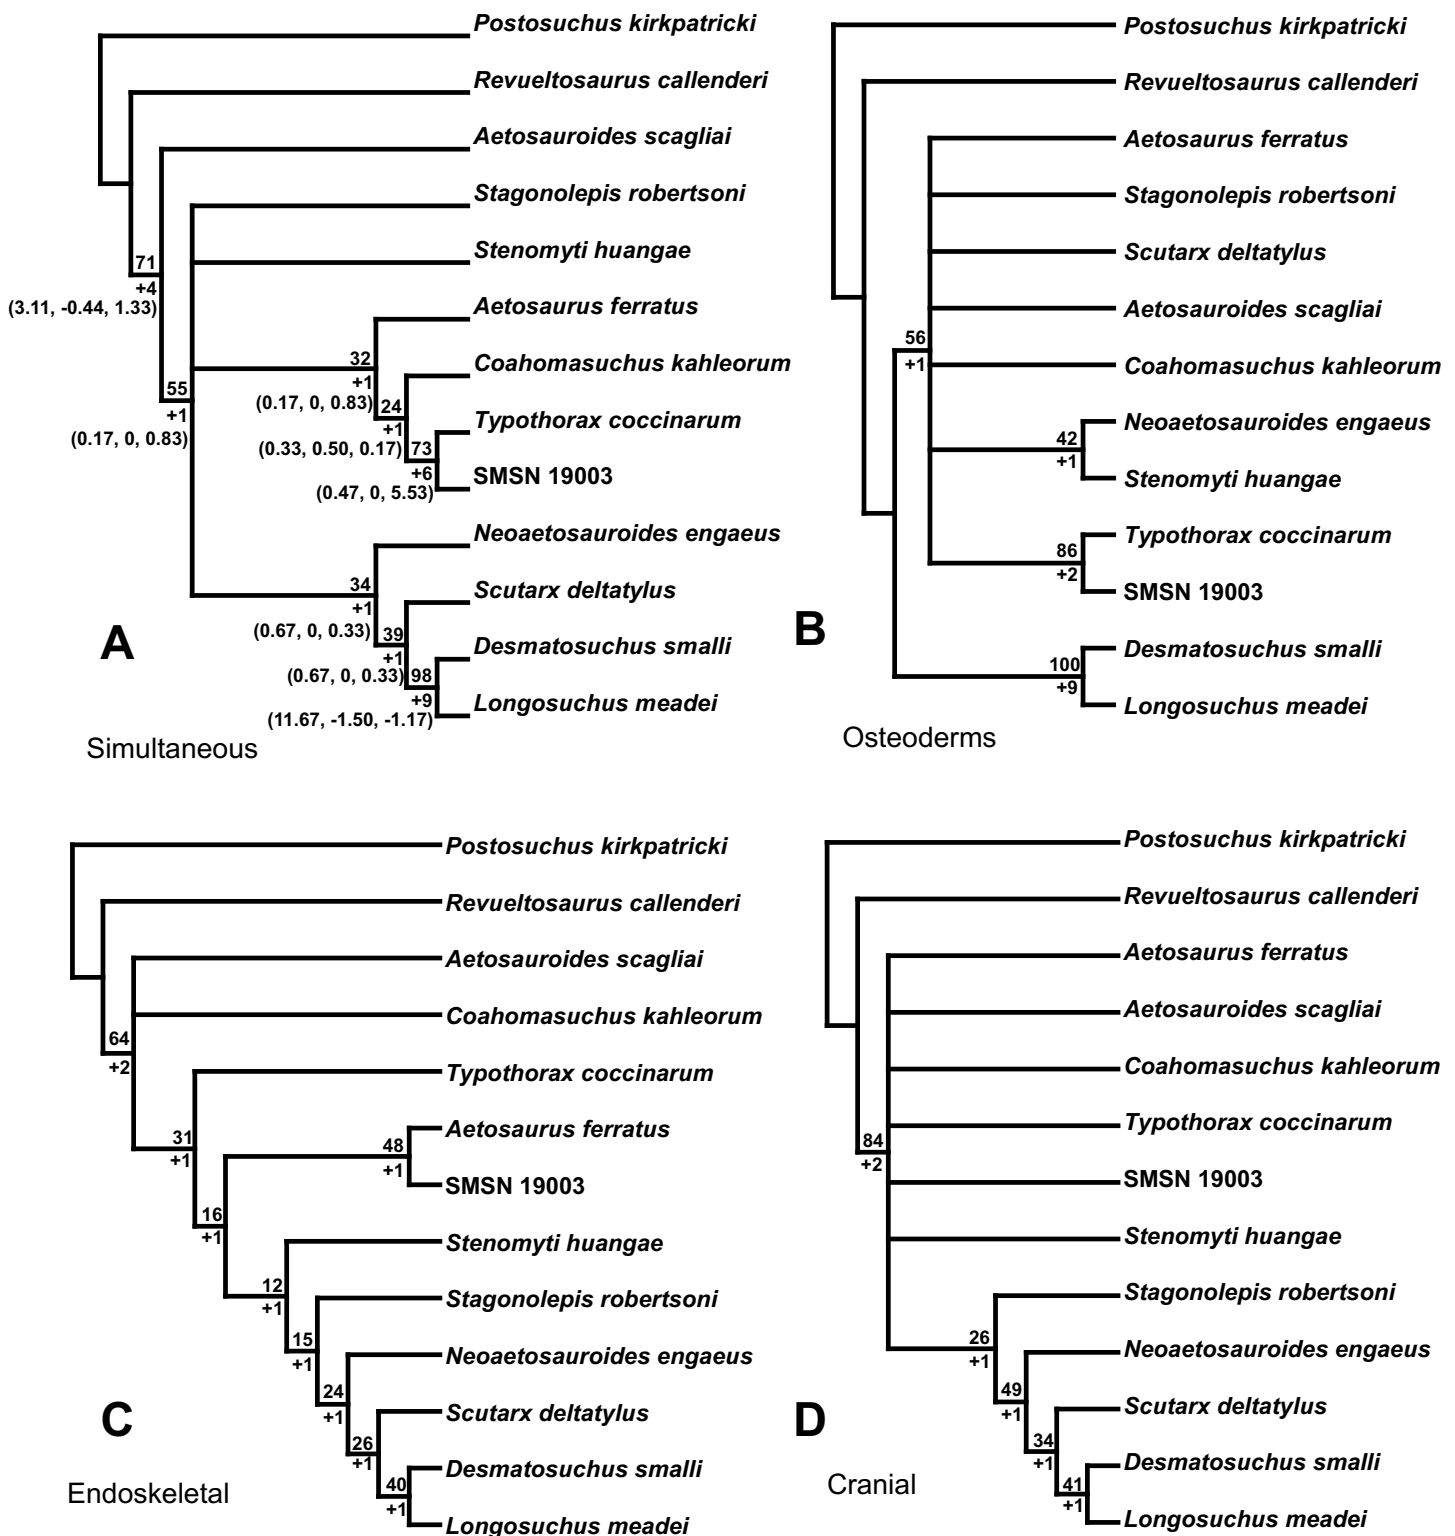 Postosuchus kirkpatricki
Revueltosaurus callenderi
Aetosauroides scagliai
Stagonolepis robertsoni
71
+4
(3.11, -0.44, 1.33)
Stenomyti huangae
Aetosaurus ferratus
32
+1
(0.17, 0, 0.83)
Coahomasuchus kahleorum
55
+1
(0.17, 0, 0.83)
24
+1
(0.33, 0.50, 0.17)
Typothorax coccinarum
73
+6
(0.47, 0, 5.53)
SMSN 19003
Neoaetosauroides engaeus
34
+1
(0.67, 0, 0.33)
Scutarx deltatylus
39
+1
(0.67, 0, 0.33)
Desmatosuchus smalli
98
+9
(11.67, -1.50, -1.17)
Longosuchus meadei
A
Simultaneous
Postosuchus kirkpatricki
Revueltosaurus callenderi
Aetosaurus ferratus
Stagonolepis robertsoni
Scutarx deltatylus
Aetosauroides scagliai
56
+1
Coahomasuchus kahleorum
Neoaetosauroides engaeus
42
+1
Stenomyti huangae
Typothorax coccinarum
86
+2
SMSN 19003
B
Desmatosuchus smalli
100
+9
Longosuchus meadei
Osteoderms
Postosuchus kirkpatricki
Revueltosaurus callenderi
Aetosauroides scagliai
Coahomasuchus kahleorum
64
+2
Typothorax coccinarum
Aetosaurus ferratus
31
+1
48
+1
SMSN 19003
16
+1
Stenomyti huangae
12
+1
Stagonolepis robertsoni
15
+1
Neoaetosauroides engaeus
24
+1
Scutarx deltatylus
26
+1
Desmatosuchus smalli
40
+1
Longosuchus meadei
C
Endoskeletal
Postosuchus kirkpatricki
Revueltosaurus callenderi
Aetosaurus ferratus
Aetosauroides scagliai
Coahomasuchus kahleorum
Typothorax coccinarum
84
+2
SMSN 19003
Stenomyti huangae
Stagonolepis robertsoni
26
+1
Neoaetosauroides engaeus
49
+1
Scutarx deltatylus
34
+1
Desmatosuchus smalli
41
+1
Longosuchus meadei
D
Cranial